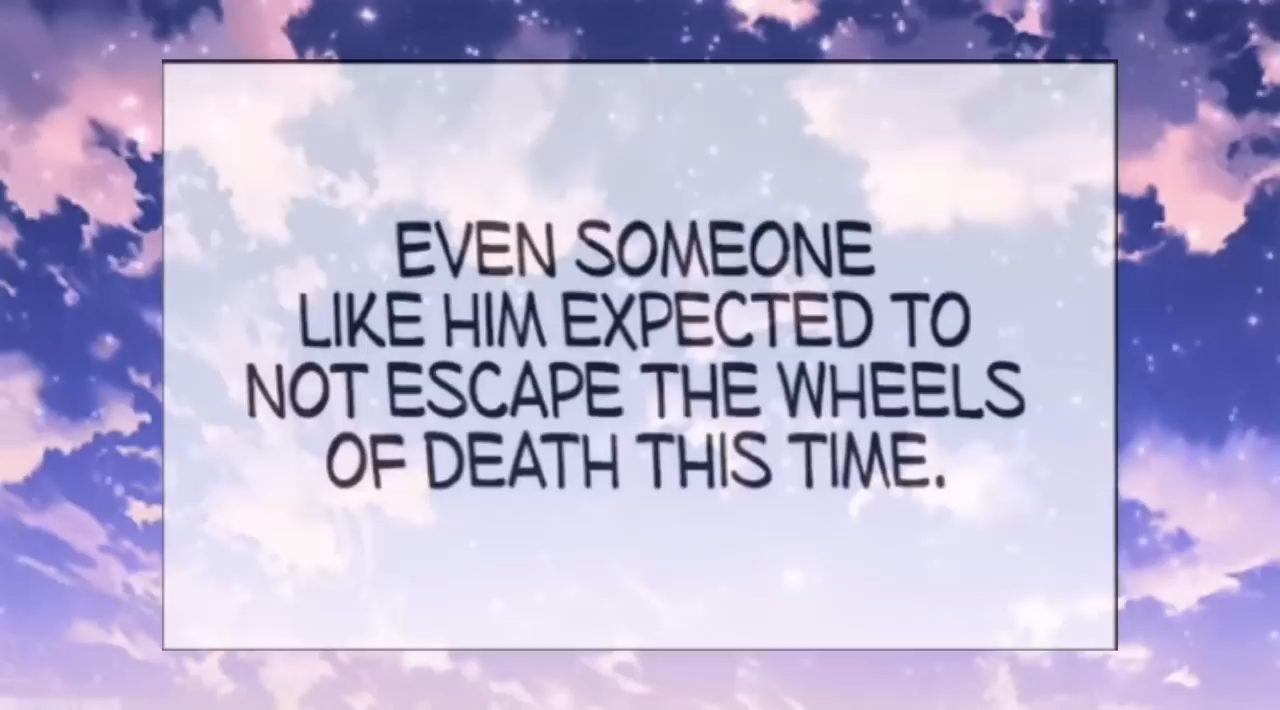 EVEN SOMEONE
LIKE HIM EXPECTED TO
NOT ESCAPE THE WHEELS
OF DEATH THIS TIME.